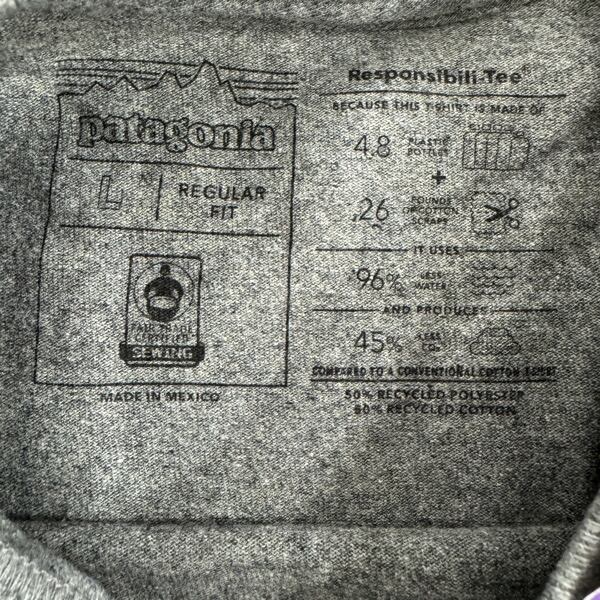 patagonia
L
REGULAR
FIT
FAIR TRADE
CERTIFIED
SEWING
MADE IN MEXICO
Responsibili-Tee®
BECAUSE THIS T-SHIRT IS MADE OF
4.8 PLASTIC
BOTTLES
+
.26 POUNDS
OF COTTON
SCRAPS
IT USES
96% LESS
WATER
AND PRODUCES
45% LESS
CO₂
COMPARED TO A CONVENTIONAL COTTON T-SHIRT
50% RECYCLED POLYESTER
50% RECYCLED COTTON